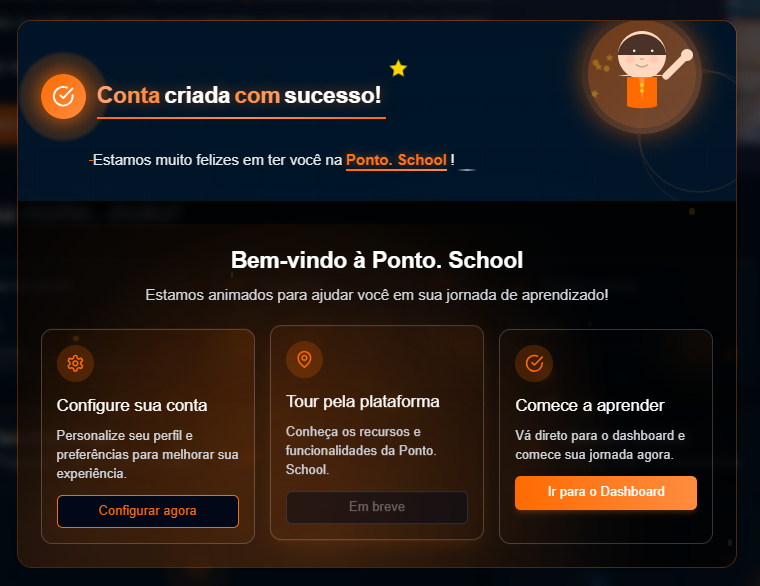 Conta criada com sucesso!
-Estamos muito felizes em ter você na Ponto. School !
Bem-vindo à Ponto. School
Estamos animados para ajudar você em sua jornada de aprendizado!
Configure sua conta
Personalize seu perfil e
preferências para melhorar sua
experiência.
Configurar agora
Tour pela plataforma
Conheça os recursos e
funcionalidades da Ponto.
School.
Em breve
Comece a aprender
Vá direto para o dashboard e
comece sua jornada agora.
Ir para o Dashboard